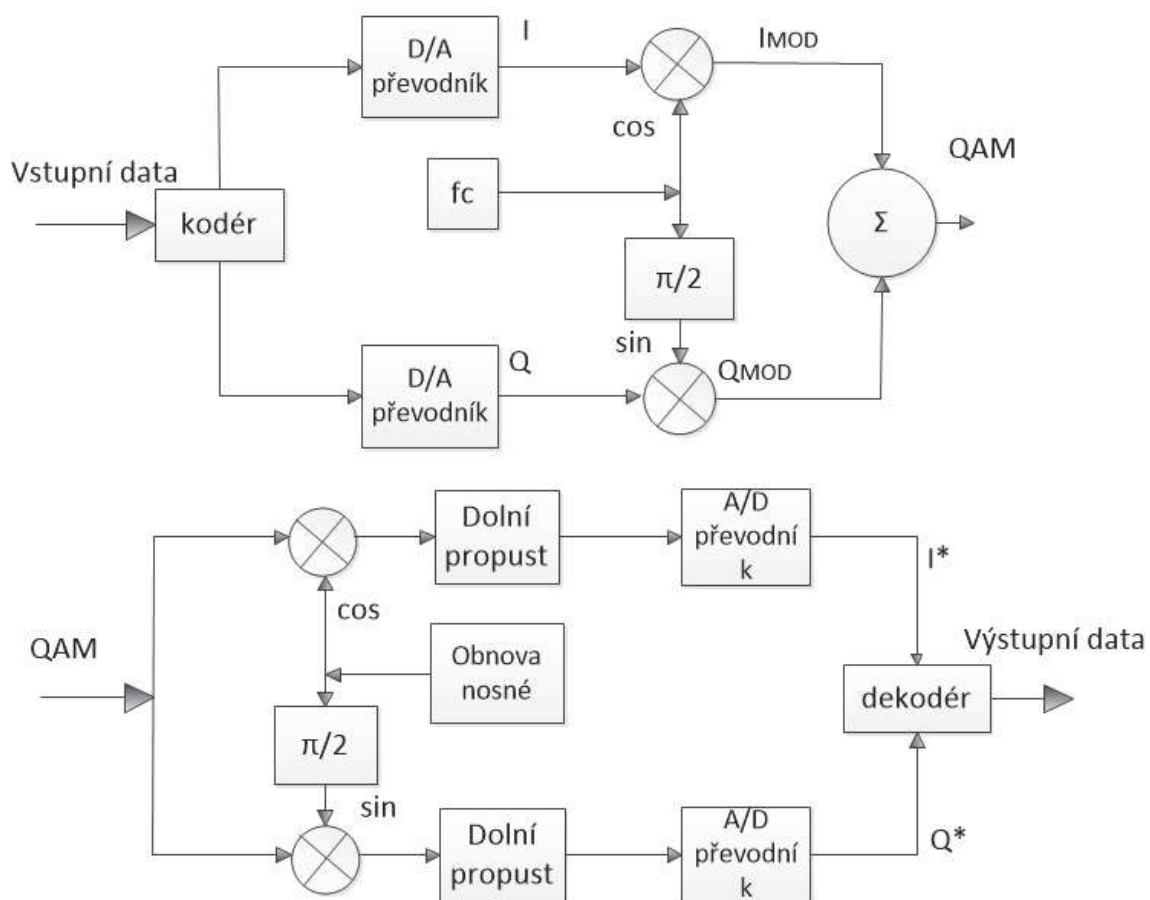 D/A
převodník
I
IMOD
cos
QAM
Vstupní data
kodér
fc
Σ
π/2
sin
D/A
převodník
Q
QMOD
Dolní
propust
A/D
převodní
k
I*
cos
QAM
Obnova
nosné
Výstupní data
dekodér
π/2
sin
Dolní
propust
A/D
převodní
k
Q*